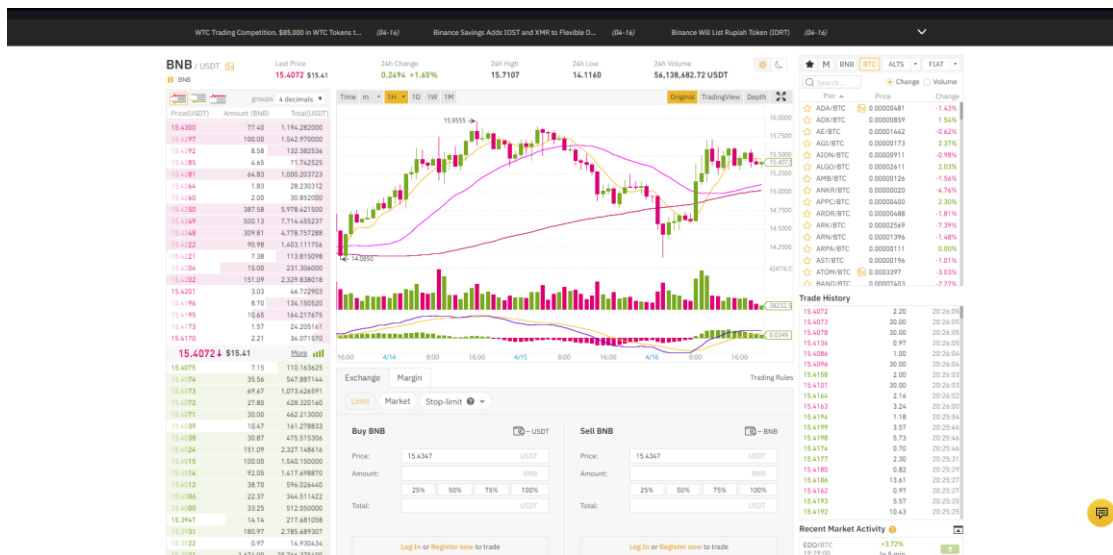 WTC Trading Competition, $85,000 in WTC Tokens t... (04-16) Binance Savings Adds IOST and XMR to Flexible D... (04-16) Binance Will List Rupiah Token (IDRT) (04-16)
BNB / USDT
BNB
Last Price
15.4072 $15.41
24h Change
0.2494 +1.65%
24h High
15.7107
24h Low
14.1160
24h Volume
56,138,682.72 USDT
groups 4 decimals
Price(USDT) Amount (BNB) Total(USDT)
15.4300 77.40 1,194.282000
15.4297 100.00 1,542.970000
15.4292 8.58 132.382536
15.4285 4.65 71.742525
15.4281 64.83 1,000.203723
15.4264 1.83 28.230312
15.4260 2.00 30.852000
15.4250 387.58 5,978.421500
15.4249 500.13 7,714.455237
15.4248 309.81 4,778.757288
15.4222 90.98 1,403.111756
15.4221 7.38 113.815098
15.4204 15.00 231.306000
15.4202 151.09 2,329.838018
15.4201 3.03 46.722903
15.4196 8.70 134.150520
15.4195 10.65 164.217675
15.4173 1.57 24.205161
15.4170 2.21 34.071570
15.4072↓ $15.41 More
15.4075 7.15 110.163625
15.4074 35.56 547.887144
15.4073 69.67 1,073.426591
15.4072 27.80 428.320160
15.4071 30.00 462.213000
15.4039 10.47 161.278833
15.4038 30.87 475.515306
15.4024 151.09 2,327.148616
15.4015 100.00 1,540.150000
15.4014 92.05 1,417.698870
15.4012 38.70 596.026440
15.4006 22.37 344.511422
15.4000 33.25 512.050000
15.3947 14.14 217.681058
15.3931 180.97 2,785.689307
15.3922 0.97 14.930434
Time m 1H 1D 1W 1M Original TradingView Depth
15.9555
14.0850
16.0000
15.5000
15.4072
15.2500
15.0000
14.7500
14.5000
14.2500
424718.5
38252.5
0.0349
16:00 4/14 8:00 16:00 4/15 8:00 16:00 4/16 8:00 16:00
Exchange Margin Trading Rules
Limit Market Stop-limit
Buy BNB – USDT
Price: 15.4347 USDT
Amount: BNB
25% 50% 75% 100%
Total: USDT
Log In or Register now to trade
Sell BNB – BNB
Price: 15.4347 USDT
Amount: BNB
25% 50% 75% 100%
Total: USDT
Log In or Register now to trade
M BNB BTC ALTS FIAT
Search... Change Volume
Pair Price Change
ADA/BTC 0.00000481 -1.43%
ADX/BTC 0.00000859 1.54%
AE/BTC 0.00001442 -0.62%
AGI/BTC 0.00000173 2.37%
AION/BTC 0.00000911 -0.98%
ALGO/BTC 0.00002611 2.03%
AMB/BTC 0.00000126 -1.56%
ANKR/BTC 0.00000020 -4.76%
APPC/BTC 0.00000400 2.30%
ARDR/BTC 0.00000488 -1.81%
ARK/BTC 0.00002569 -7.39%
ARN/BTC 0.00001396 -1.48%
ARPA/BTC 0.00000111 0.00%
AST/BTC 0.00000196 -1.01%
ATOM/BTC 0.0003397 -3.03%
BAND/BTC 0.00007403 -2.22%
Trade History
15.4072 2.20 20:26:05
15.4073 30.00 20:26:05
15.4078 30.00 20:26:05
15.4134 0.97 20:26:05
15.4086 1.00 20:26:04
15.4096 30.00 20:26:04
15.4158 2.00 20:26:03
15.4101 30.00 20:26:03
15.4164 2.16 20:26:02
15.4163 3.24 20:26:00
15.4194 1.18 20:25:54
15.4199 3.57 20:25:46
15.4198 5.73 20:25:46
15.4174 0.70 20:25:46
15.4177 2.30 20:25:31
15.4180 0.82 20:25:29
15.4186 13.61 20:25:27
15.4162 0.97 20:25:27
15.4193 5.57 20:25:25
15.4192 10.43 20:25:25
Recent Market Activity
EDO/BTC +3.72%
19:29:00 In 5 min